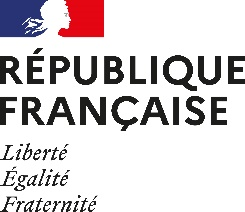 RÉPUBLIQUE
FRANÇAISE
Liberté
Égalité
Fraternité